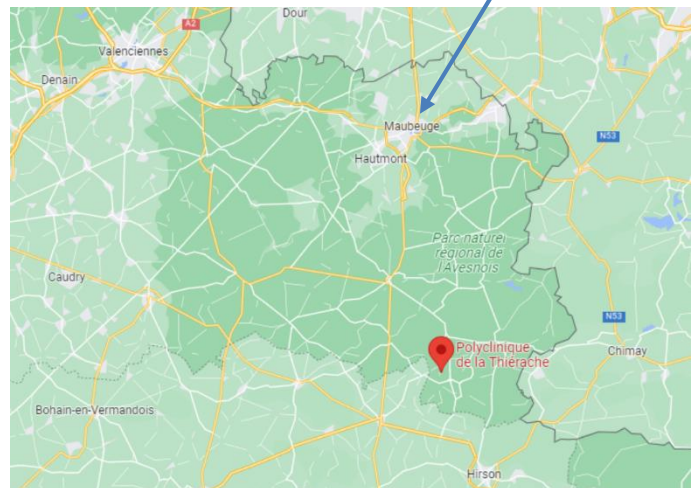 Dour
A2
Valenciennes
Denain
Maubeuge
N53
Hautmont
Parc naturel
régional de
l'Avesnois
Caudry
N53
Polyclinique
de la Thiérache
Chimay
Bohain-en-Vermandois
Hirson